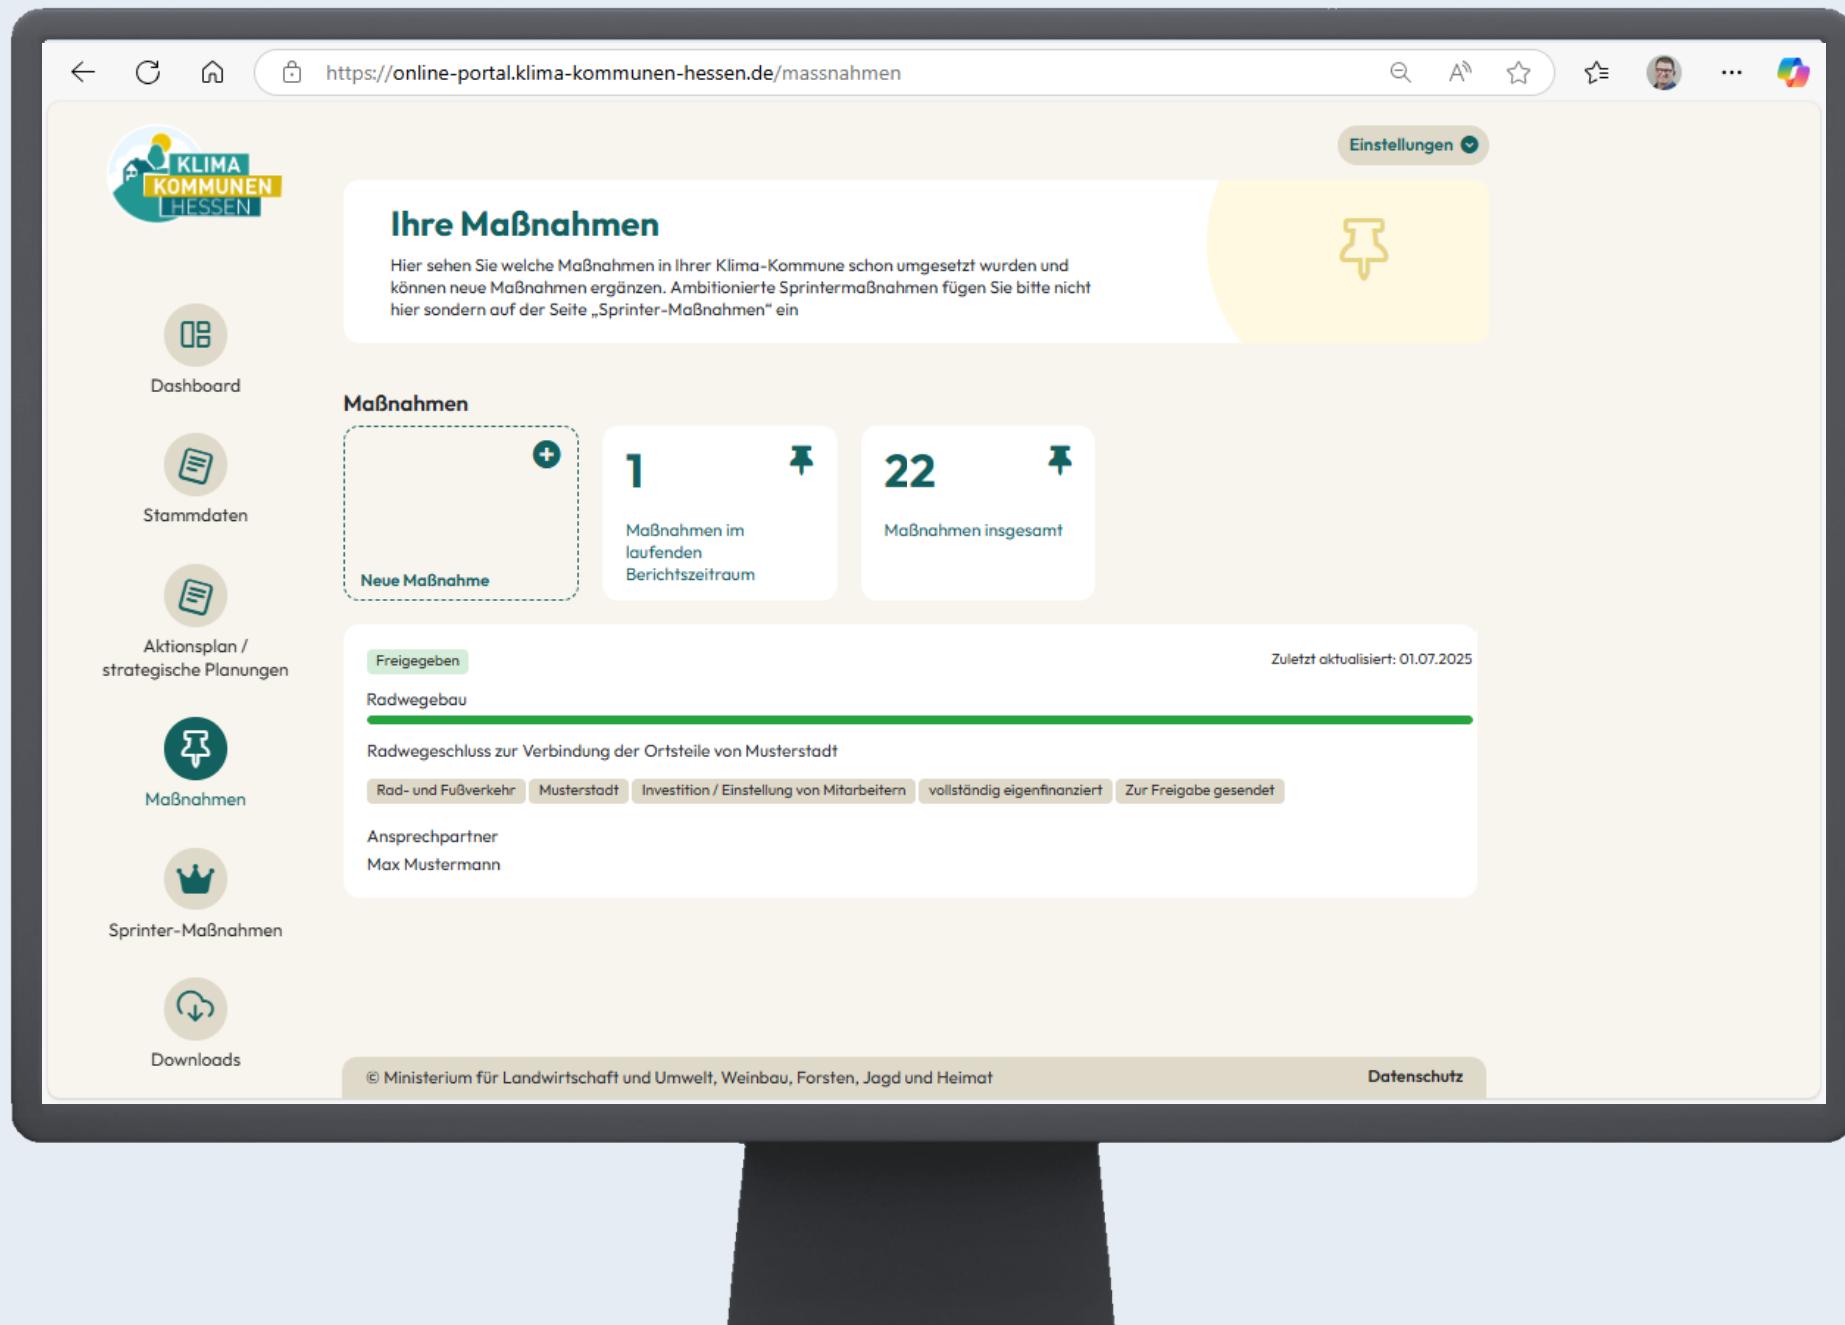 https://online-portal.klima-kommunen-hessen.de/massnahmen
KLIMA
KOMMUNEN
HESSEN
Einstellungen
Ihre Maßnahmen
Hier sehen Sie welche Maßnahmen in Ihrer Klima-Kommune schon umgesetzt wurden und
können neue Maßnahmen ergänzen. Ambitionierte Sprintermaßnahmen fügen Sie bitte nicht
hier sondern auf der Seite „Sprinter-Maßnahmen“ ein
Dashboard
Stammdaten
Aktionsplan /
strategische Planungen
Maßnahmen
Sprinter-Maßnahmen
Downloads
Maßnahmen
Neue Maßnahme
1
Maßnahmen im
laufenden
Berichtszeitraum
22
Maßnahmen insgesamt
Freigegeben
Zuletzt aktualisiert: 01.07.2025
Radwegebau
Radwegeschluss zur Verbindung der Ortsteile von Musterstadt
Rad- und Fußverkehr Musterstadt Investition / Einstellung von Mitarbeitern vollständig eigenfinanziert Zur Freigabe gesendet
Ansprechpartner
Max Mustermann
© Ministerium für Landwirtschaft und Umwelt, Weinbau, Forsten, Jagd und Heimat
Datenschutz